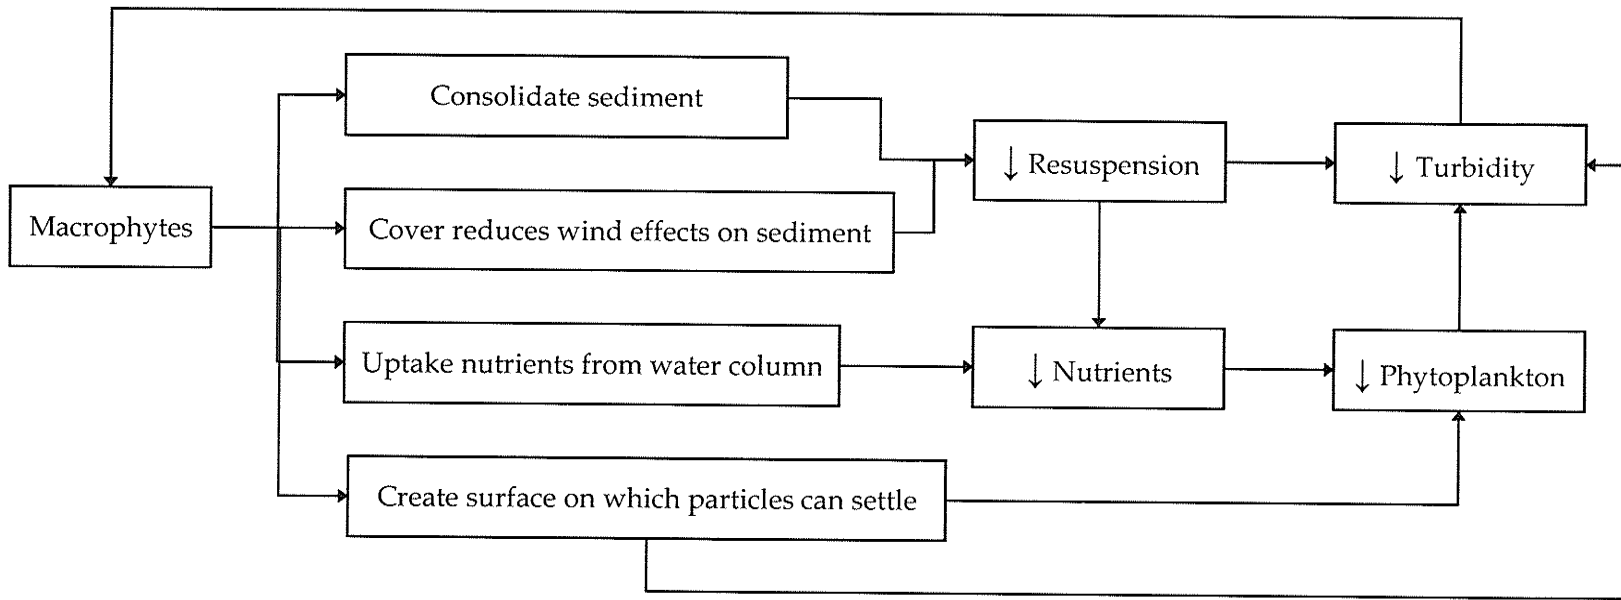 Consolidate sediment
↓ Resuspension
↓ Turbidity
Macrophytes
Cover reduces wind effects on sediment
Uptake nutrients from water column
↓ Nutrients
↓ Phytoplankton
Create surface on which particles can settle